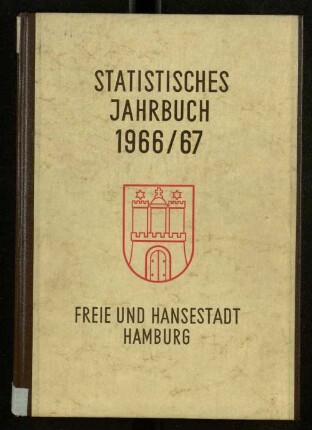 STATISTISCHES
JAHRBUCH
1966/67
FREIE UND HANSESTADT
HAMBURG